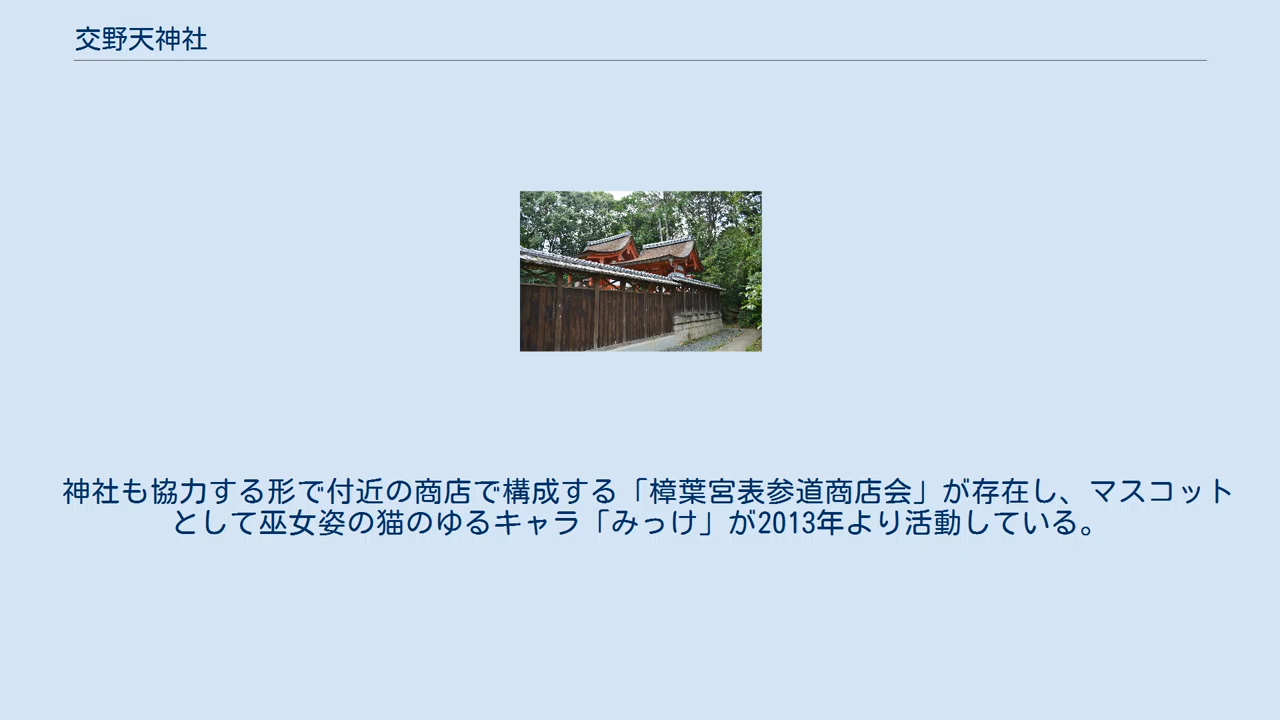 交野天神社
神社も協力する形で付近の商店で構成する「樟葉宮表参道商店会」が存在し、マスコット
として巫女姿の猫のゆるキャラ「みっけ」が2013年より活動している。